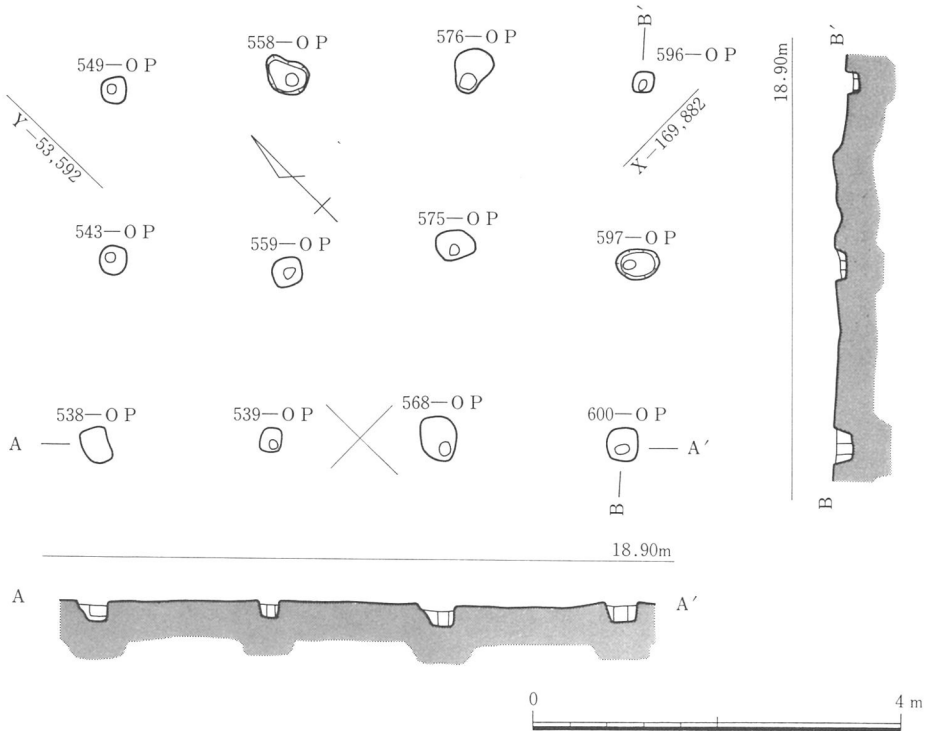 B′
558—O P
576—O P
596—O P
549—O P
Y−53,592
X−169,882
543—O P
559—O P
575—O P
597—O P
538—O P
539—O P
568—O P
600—O P
A
A′
B
18.90m
A
A′
B′
18.90m
B
0
4 m